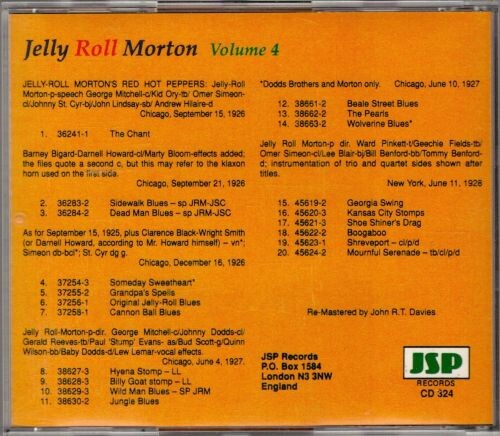 Jelly Roll Morton Volume 4
JELLY-ROLL MORTON'S RED HOT PEPPERS: Jelly-Roll
Morton-p-speech George Mitchell-c/Kid Ory-tb/ Omer Simeon-
cl/Johnny St. Cyr-bj/John Lindsay-sb/ Andrew Hilaire-d
Chicago, September 15, 1926
1. 36241-1 The Chant
Barney Bigard-Darnell Howard-cl/Marty Bloom-effects added;
the files quote a second c, but this may refer to the klaxon
horn used on the first side.
Chicago, September 21, 1926
2. 36283-2 Sidewalk Blues - sp JRM-JSC
3. 36284-2 Dead Man Blues - sp JRM-JSC
As for September 15, 1925, plus Clarence Black-Wright Smith
(or Darnell Howard, according to Mr. Howard himself) - vn*;
Simeon db-bcl*; St. Cyr dg g.
Chicago, December 16, 1926
4. 37254-3 Someday Sweetheart*
5. 37255-2 Grandpa's Spells
6. 37256-1 Original Jelly-Roll Blues
7. 37258-1 Cannon Ball Blues
Jelly Roll-Morton-p-dir. George Mitchell-c/Johnny Dodds-cl/
Gerald Reeves-tb/Paul 'Stump' Evans- as/Bud Scott-g/Quinn
Wilson-bb/Baby Dodds-d/Lew Lemar-vocal effects.
Chicago, June 4, 1927.
8. 38627-3 Hyena Stomp - LL
9. 38628-3 Billy Goat stomp - LL
10. 38629-3 Wild Man Blues - SP JRM
11. 38630-2 Jungle Blues
*Dodds Brothers and Morton only. Chicago, June 10, 1927
12. 38661-2 Beale Street Blues
13. 38662-2 The Pearls
14. 38663-2 Wolverine Blues*
Jelly Roll Morton-p dir. Ward Pinkett-t/Geechie Fields-tb/
Omer Simeon-cl/Lee Blair-bj/Bill Benford-bb/Tommy Benford-
d; instrumentation of trio and quartet sides shown after
titles.
New York, June 11, 1928
15. 45619-2 Georgia Swing
16. 45620-3 Kansas City Stomps
17. 45621-3 Shoe Shiner's Drag
18. 45622-2 Boogaboo
19. 45623-1 Shreveport - cl/p/d
20. 45624-2 Mournful Serenade - tb/cl/p/d
Re-Mastered by John R.T. Davies
JSP Records
P.O. Box 1584
London N3 3NW
England
JSP
RECORDS
CD 324